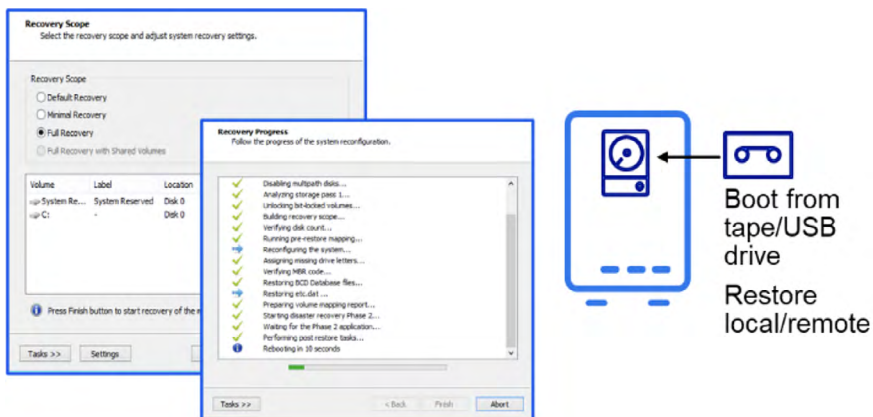 Recovery Scope
Select the recovery scope and adjust system recovery settings.
Recovery Scope
Default Recovery
Minimal Recovery
Full Recovery
Full Recovery with Shared Volumes
Volume Label Location
System Re... System Reserved Disk 0
C: - Disk 0
Press Finish button to start recovery of the
Tasks >> Settings
Recovery Progress
Follow the progress of the system reconfiguration.
Disabling multipath disks...
Analyzing storage pass 1...
Unlocking bit-locked volumes...
Building recovery scope...
Verifying disk count...
Running pre-restore mapping...
Reconfiguring the system...
Assigning missing drive letters...
Verifying MBR code...
Restoring BCD Database files...
Restoring etc.dat ...
Preparing volume mapping report...
Starting disaster recovery Phase 2...
Waiting for the Phase 2 application...
Performing post restore tasks...
Rebooting in 10 seconds
Tasks >> < Back Finish Abort
Boot from
tape/USB
drive
Restore
local/remote